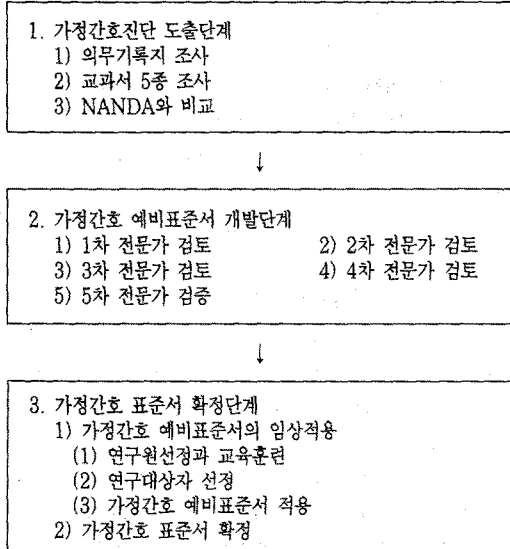 1. 가정간호진단 도출단계
1) 의무기록지 조사
2) 교과서 5종 조사
3) NANDA와 비교
↓
2. 가정간호 예비표준서 개발단계
1) 1차 전문가 검토 2) 2차 전문가 검토
3) 3차 전문가 검토 4) 4차 전문가 검토
5) 5차 전문가 검증
↓
3. 가정간호 표준서 확정단계
1) 가정간호 예비표준서의 임상적용
(1) 연구원선정과 교육훈련
(2) 연구대상자 선정
(3) 가정간호 예비표준서 적용
2) 가정간호 표준서 확정